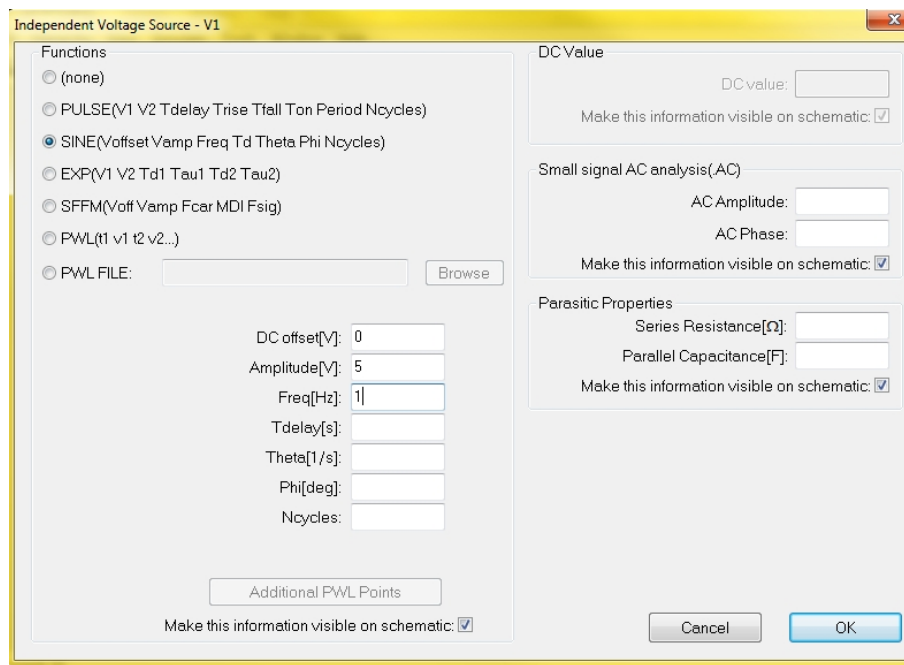 Independent Voltage Source - V1
Functions
(none)
PULSE(V1 V2 Tdelay Trise Tfall Ton Period Ncycles)
SINE(Voffset Vamp Freq Td Theta Phi Ncycles)
EXP(V1 V2 Td1 Tau1 Td2 Tau2)
SFFM(Voff Vamp Fcar MDI Fsig)
PWL(t1 v1 t2 v2...)
PWL FILE:
Browse
DC offset[V]: 0
Amplitude[V]: 5
Freq[Hz]: 1
Tdelay[s]:
Theta[1/s]:
Phi[deg]:
Ncycles:
Additional PWL Points
Make this information visible on schematic:
DC Value
DC value:
Make this information visible on schematic:
Small signal AC analysis(.AC)
AC Amplitude:
AC Phase:
Make this information visible on schematic:
Parasitic Properties
Series Resistance[Ω]:
Parallel Capacitance[F]:
Make this information visible on schematic:
Cancel
OK